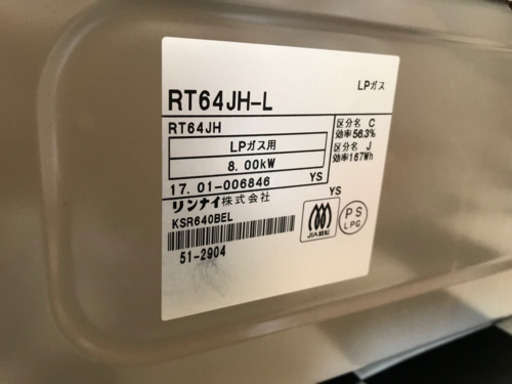 LPガス
RT64JH-L
RT64JH
LPガス用
8.00kW
区分名 C
効率56.3%
区分名 J
効率167Wh
17.01-006846 YS
リンナイ株式会社
KSR640BEL
51-2904
YS
PS
LPG